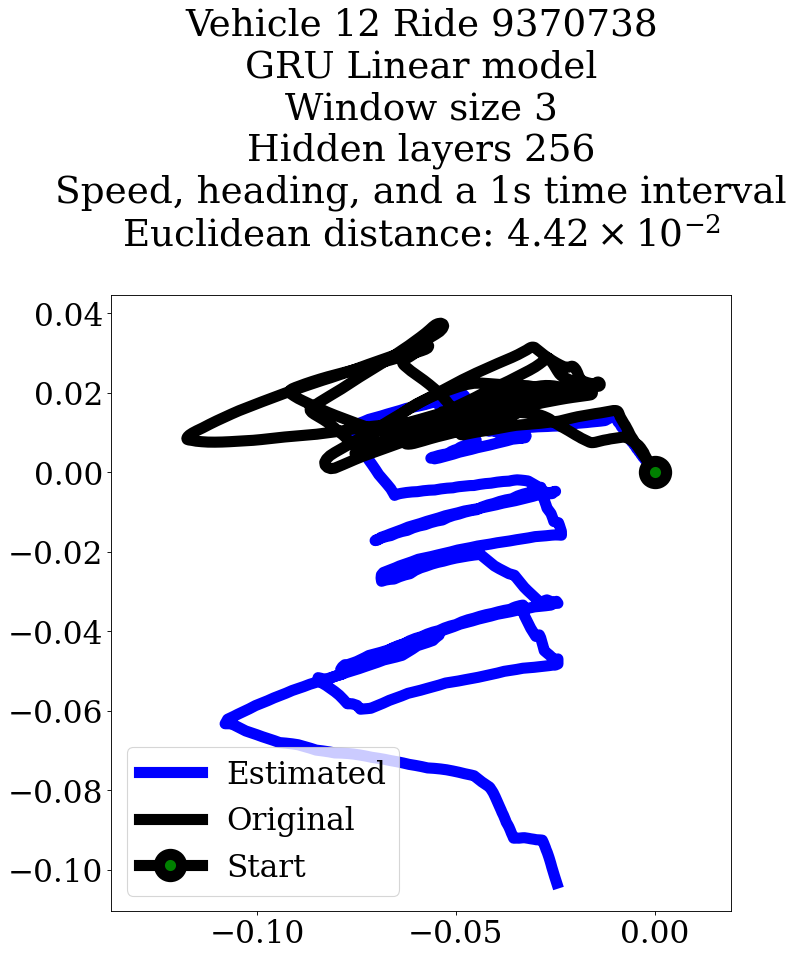 Vehicle 12 Ride 9370738
GRU Linear model
Window size 3
Hidden layers 256
Speed, heading, and a 1s time interval
Euclidean distance: 4.42 × 10⁻²
0.04
0.02
0.00
−0.02
−0.04
−0.06
−0.08
−0.10
Estimated
Original
Start
−0.10 −0.05 0.00